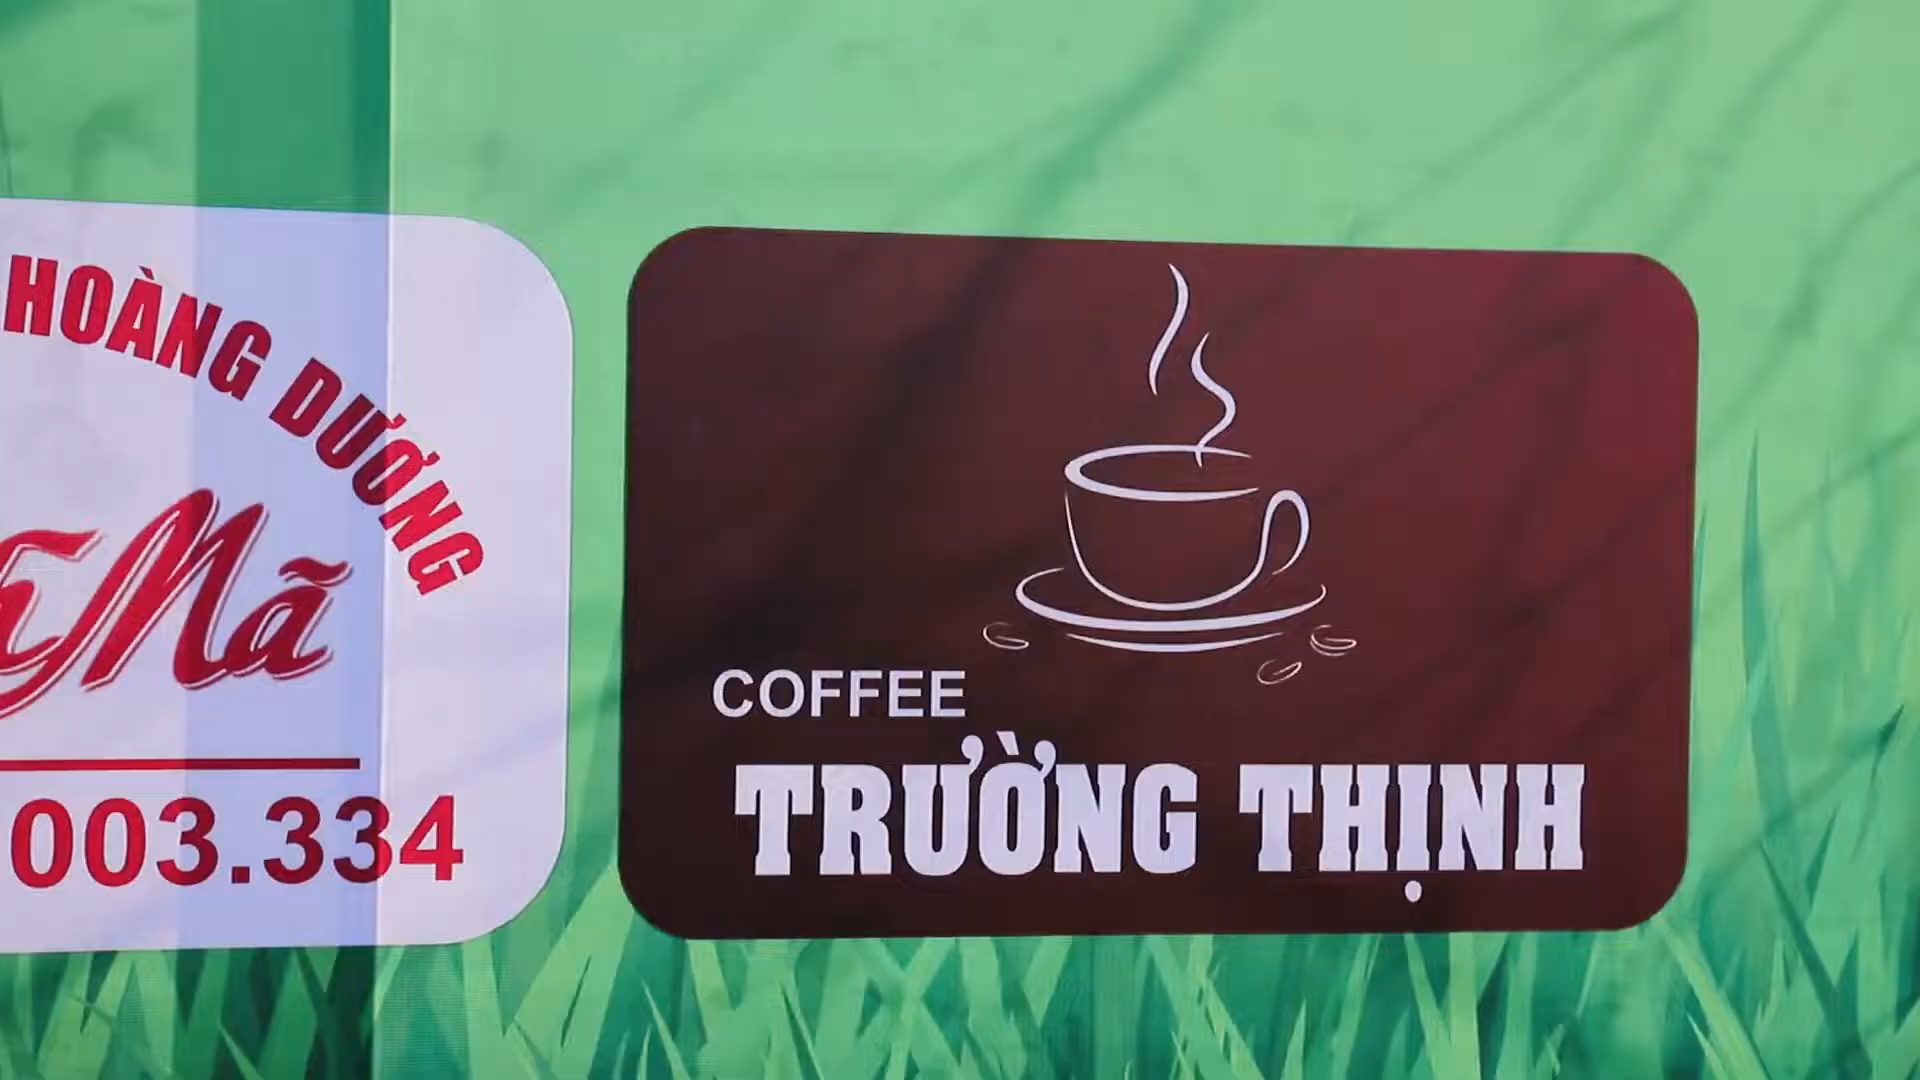 HOÀNG DƯƠNG
Mã
003.334
COFFEE
TRƯỜNG THỊNH